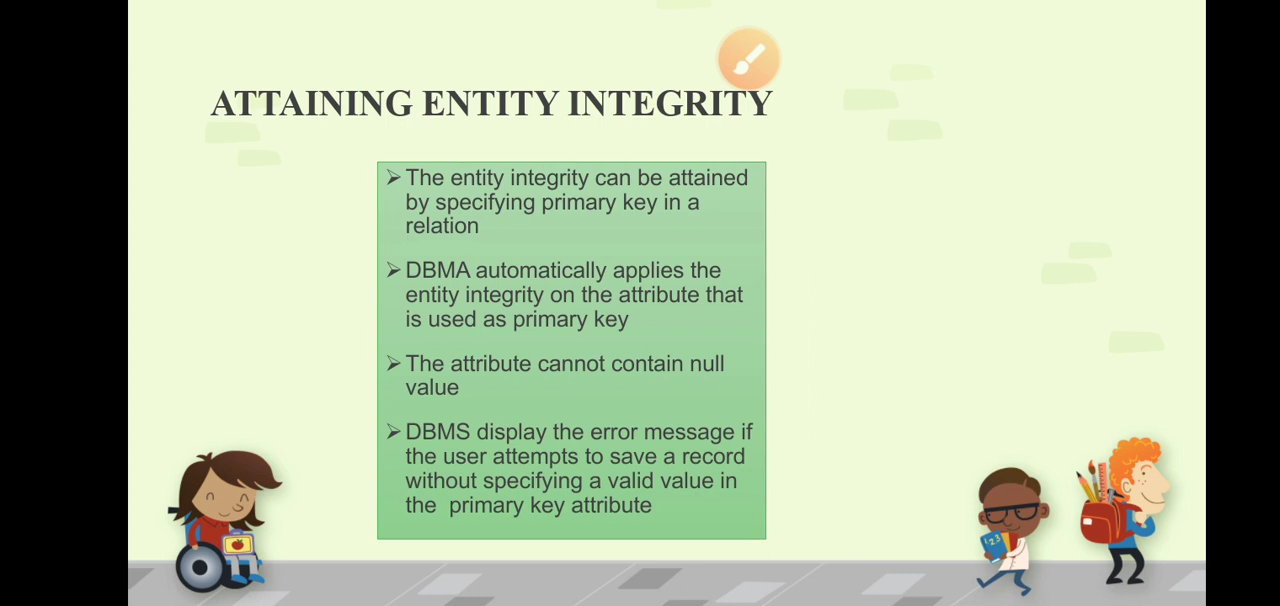 ATTAINING ENTITY INTEGRITY
➢ The entity integrity can be attained
by specifying primary key in a
relation
➢ DBMA automatically applies the
entity integrity on the attribute that
is used as primary key
➢ The attribute cannot contain null
value
➢ DBMS display the error message if
the user attempts to save a record
without specifying a valid value in
the  primary key attribute
1 2 3